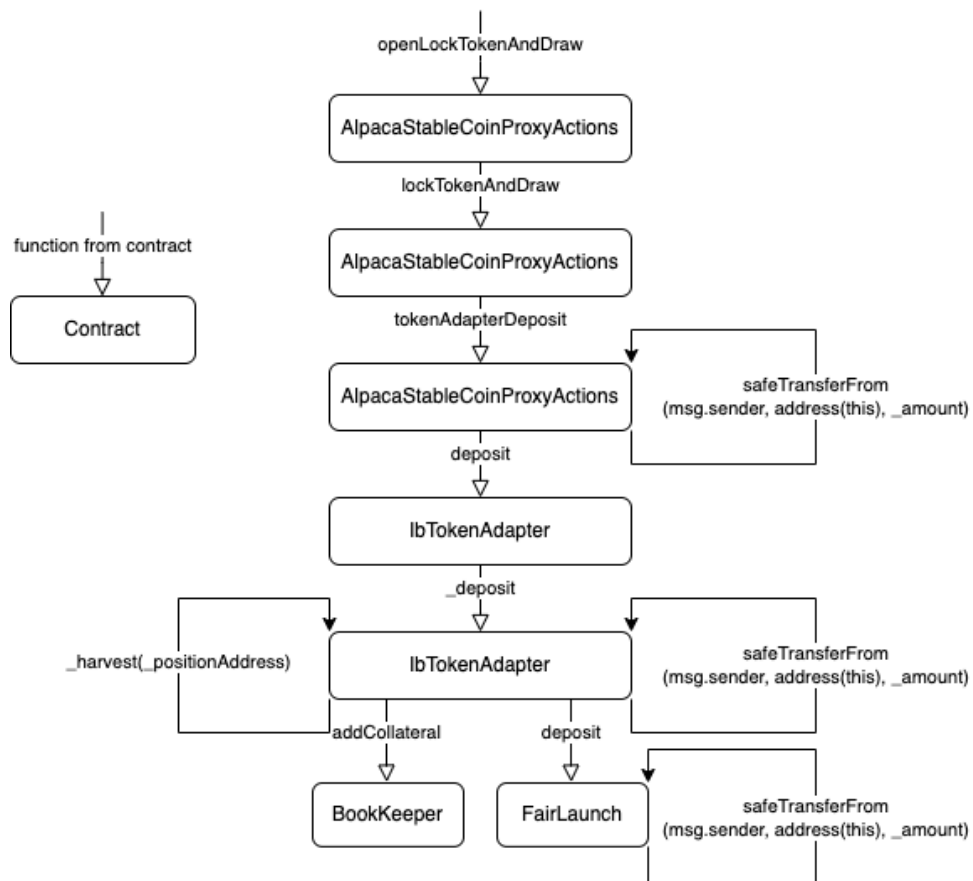 openLockTokenAndDraw
AlpacaStableCoinProxyActions
lockTokenAndDraw
function from contract
AlpacaStableCoinProxyActions
Contract
tokenAdapterDeposit
AlpacaStableCoinProxyActions
safeTransferFrom
(msg.sender, address(this), _amount)
deposit
IbTokenAdapter
_deposit
_harvest(_positionAddress)
IbTokenAdapter
safeTransferFrom
(msg.sender, address(this), _amount)
addCollateral
deposit
BookKeeper
FairLaunch
safeTransferFrom
(msg.sender, address(this), _amount)